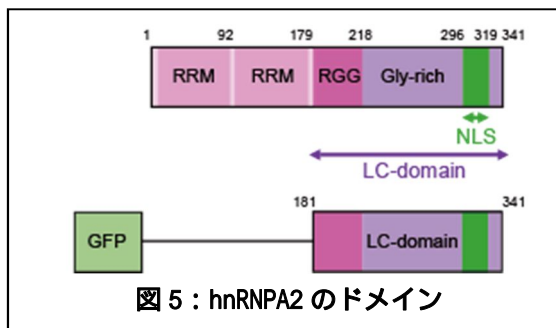 1 92 179 218 296 319 341
RRM RRM RGG Gly-rich
NLS
LC-domain
181 341
GFP LC-domain
図 5：hnRNPA2 のドメイン